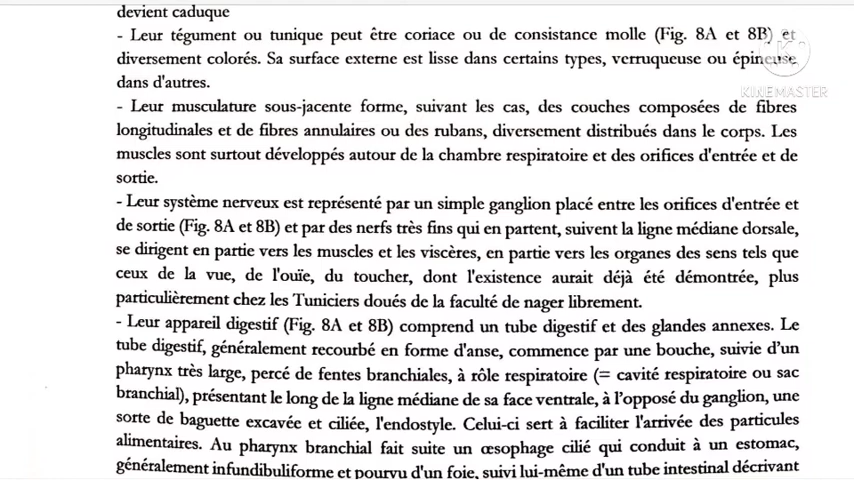 devient caduque
- Leur tégument ou tunique peut être coriace ou de consistance molle (Fig. 8A et 8B) et
diversement colorés. Sa surface externe est lisse dans certains types, verruqueuse ou épineuse
dans d'autres.
KINEMASTER
- Leur musculature sous-jacente forme, suivant les cas, des couches composées de fibres
longitudinales et de fibres annulaires ou des rubans, diversement distribués dans le corps. Les
muscles sont surtout développés autour de la chambre respiratoire et des orifices d'entrée et de
sortie.
- Leur système nerveux est représenté par un simple ganglion placé entre les orifices d'entrée et
de sortie (Fig. 8A et 8B) et par des nerfs très fins qui en partent, suivent la ligne médiane dorsale,
se dirigent en partie vers les muscles et les viscères, en partie vers les organes des sens tels que
ceux de la vue, de l'ouïe, du toucher, dont l'existence aurait déjà été démontrée, plus
particulièrement chez les Tuniciers doués de la faculté de nager librement.
- Leur appareil digestif (Fig. 8A et 8B) comprend un tube digestif et des glandes annexes. Le
tube digestif, généralement recourbé en forme d'anse, commence par une bouche, suivie d'un
pharynx très large, percé de fentes branchiales, à rôle respiratoire (= cavité respiratoire ou sac
branchial), présentant le long de la ligne médiane de sa face ventrale, à l'opposé du ganglion, une
sorte de baguette excavée et ciliée, l'endostyle. Celui-ci sert à faciliter l'arrivée des particules
alimentaires. Au pharynx branchial fait suite un œsophage cilié qui conduit à un estomac,
généralement infundibuliforme et pourvu d'un foie, suivi lui-même d'un tube intestinal décrivant